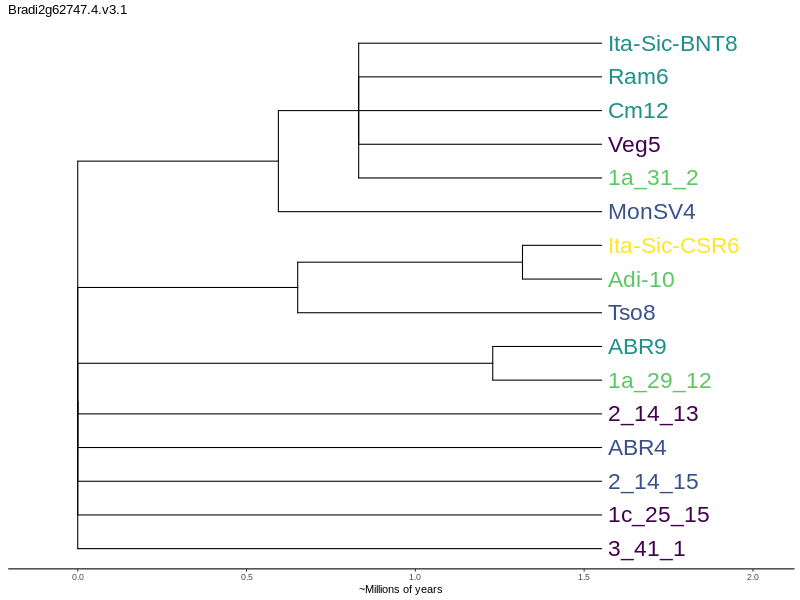 Bradi2g62747.4.v3.1
Ita-Sic-BNT8
Ram6
Cm12
Veg5
1a_31_2
MonSV4
Ita-Sic-CSR6
Adi-10
Tso8
ABR9
1a_29_12
2_14_13
ABR4
2_14_15
1c_25_15
3_41_1
0.0 0.5 1.0 1.5 2.0
~Millions of years